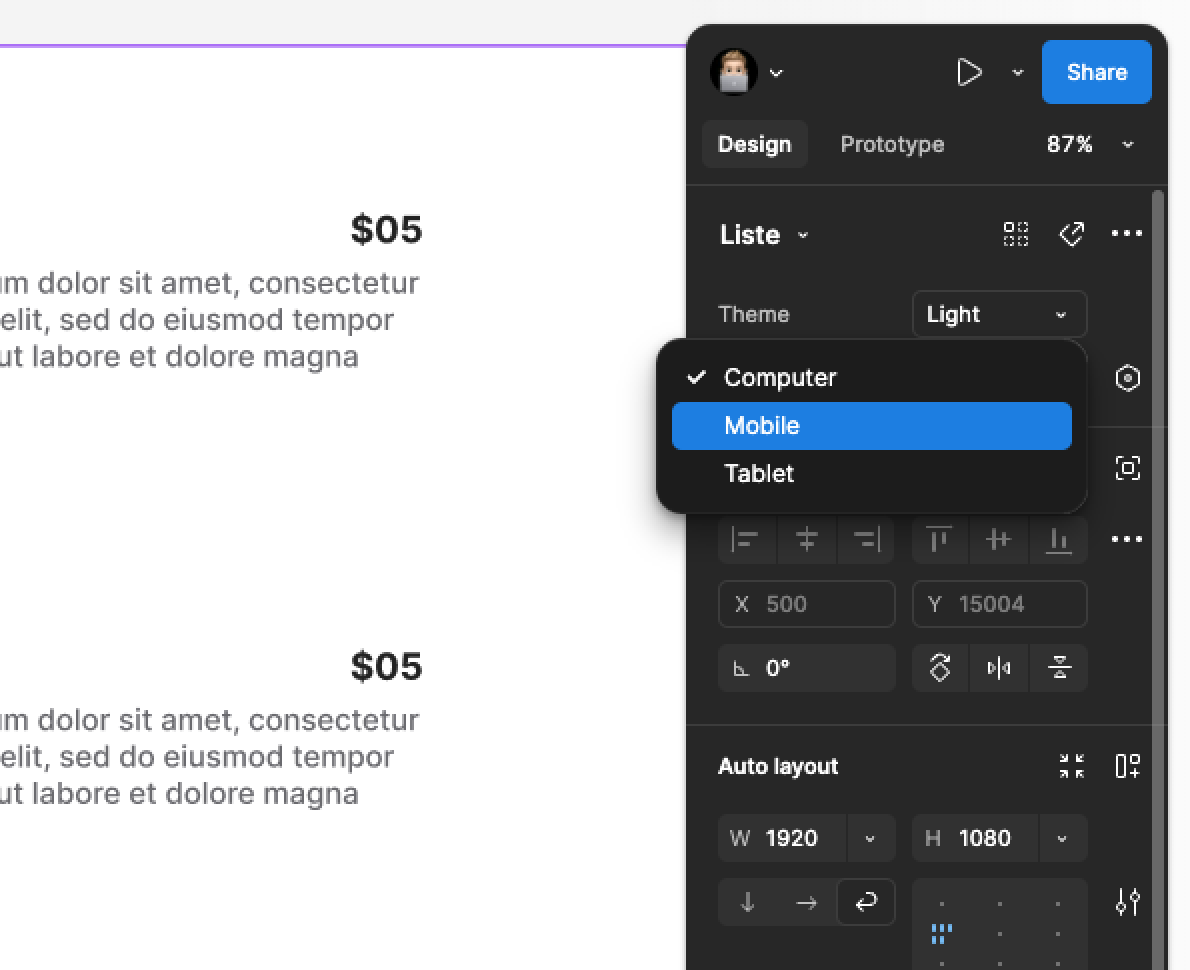 $05
um dolor sit amet, consectetur
elit, sed do eiusmod tempor
ut labore et dolore magna
$05
um dolor sit amet, consectetur
elit, sed do eiusmod tempor
ut labore et dolore magna
Share
Design Prototype 87%
Liste
Theme Light
Computer
Mobile
Tablet
X 500 Y 15004
0°
Auto layout
W 1920 H 1080